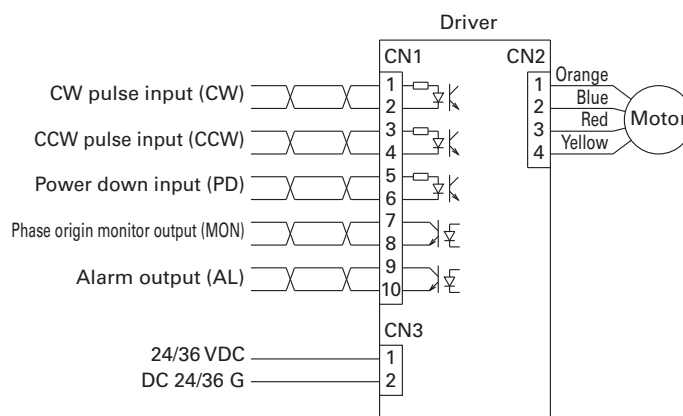 Driver
CN1
CN2
CW pulse input (CW)
1
2
CCW pulse input (CCW)
3
4
Power down input (PD)
5
6
Phase origin monitor output (MON)
7
8
Alarm output (AL)
9
10
1 Orange
2 Blue
3 Red
4 Yellow
Motor
CN3
24/36 VDC 1
DC 24/36 G 2